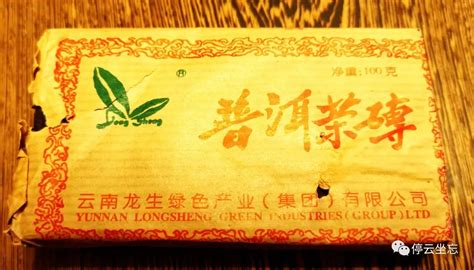 净重:100克
®
Long Sheng
普洱茶磚
云南龙生绿色产业(集团)有限公司
YUNNAN LONGSHENG GREEN INDUSTRIES(GROUP)LTD
停云坐忘